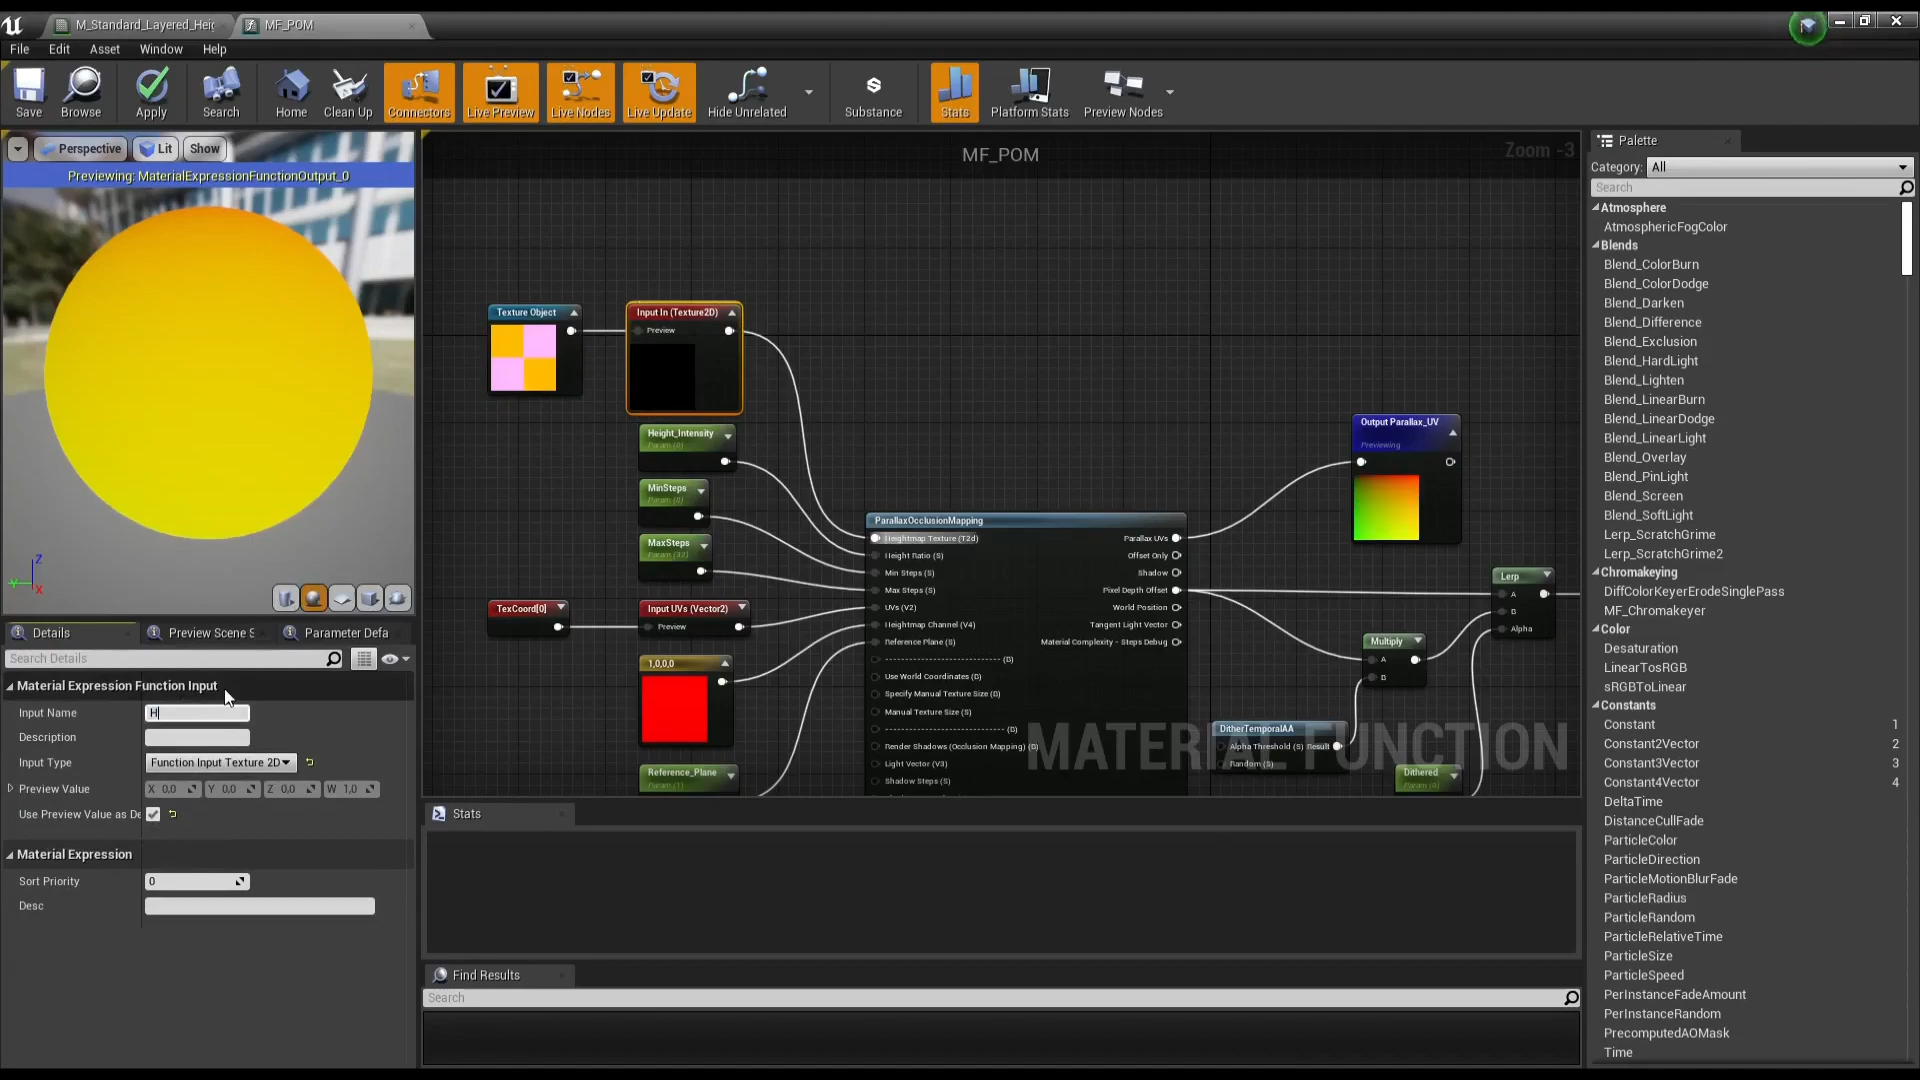 M_Standard_Layered_Heig
MF_POM
File Edit Asset Window Help
Save Browse Apply Search Home Clean Up Connectors Live Preview Live Nodes Live Update Hide Unrelated Substance Stats Platform Stats Preview Nodes
Perspective Lit Show
Previewing: MaterialExpressionFunctionOutput_0
Z
Y
X
MF_POM
Zoom -3
Texture Object
Input In (Texture2D)
Preview
Height_Intensity
Param (0)
MinSteps
Param (0)
MaxSteps
Param (32)
TexCoord[0]
Input UVs (Vector2)
Preview
1,0,0,0
Reference_Plane
Param (1)
ParallaxOcclusionMapping
Heightmap Texture (T2d) Parallax UVs
Height Ratio (S) Offset Only
Min Steps (S) Shadow
Max Steps (S) Pixel Depth Offset
UVs (V2) World Position
Heightmap Channel (V4) Tangent Light Vector
Reference Plane (S) Material Complexity - Steps Debug
------------------------------ (B)
Use World Coordinates (B)
Specify Manual Texture Size (B)
Manual Texture Size (S)
------------------------------ (B)
Render Shadows (Occlusion Mapping) (B)
Light Vector (V3)
Shadow Steps (S)
Output Parallax_UV
Previewing
Lerp
A
B
Alpha
Multiply
A
B
DitherTemporalAA
Alpha Threshold (S) Result
Random (S)
Dithered
Param (0)
MATERIAL FUNCTION
Details Preview Scene S Parameter Defa
Search Details
Material Expression Function Input
Input Name H
Description
Input Type Function Input Texture 2D
Preview Value X 0,0 Y 0,0 Z 0,0 W 1,0
Use Preview Value as De
Material Expression
Sort Priority 0
Desc
Stats
Find Results
Search
Palette
Category: All
Search
Atmosphere
AtmosphericFogColor
Blends
Blend_ColorBurn
Blend_ColorDodge
Blend_Darken
Blend_Difference
Blend_Exclusion
Blend_HardLight
Blend_Lighten
Blend_LinearBurn
Blend_LinearDodge
Blend_LinearLight
Blend_Overlay
Blend_PinLight
Blend_Screen
Blend_SoftLight
Lerp_ScratchGrime
Lerp_ScratchGrime2
Chromakeying
DiffColorKeyerErodeSinglePass
MF_Chromakeyer
Color
Desaturation
LinearTosRGB
sRGBToLinear
Constants
Constant 1
Constant2Vector 2
Constant3Vector 3
Constant4Vector 4
DeltaTime
DistanceCullFade
ParticleColor
ParticleDirection
ParticleMotionBlurFade
ParticleRadius
ParticleRandom
ParticleRelativeTime
ParticleSize
ParticleSpeed
PerInstanceFadeAmount
PerInstanceRandom
PrecomputedAOMask
Time